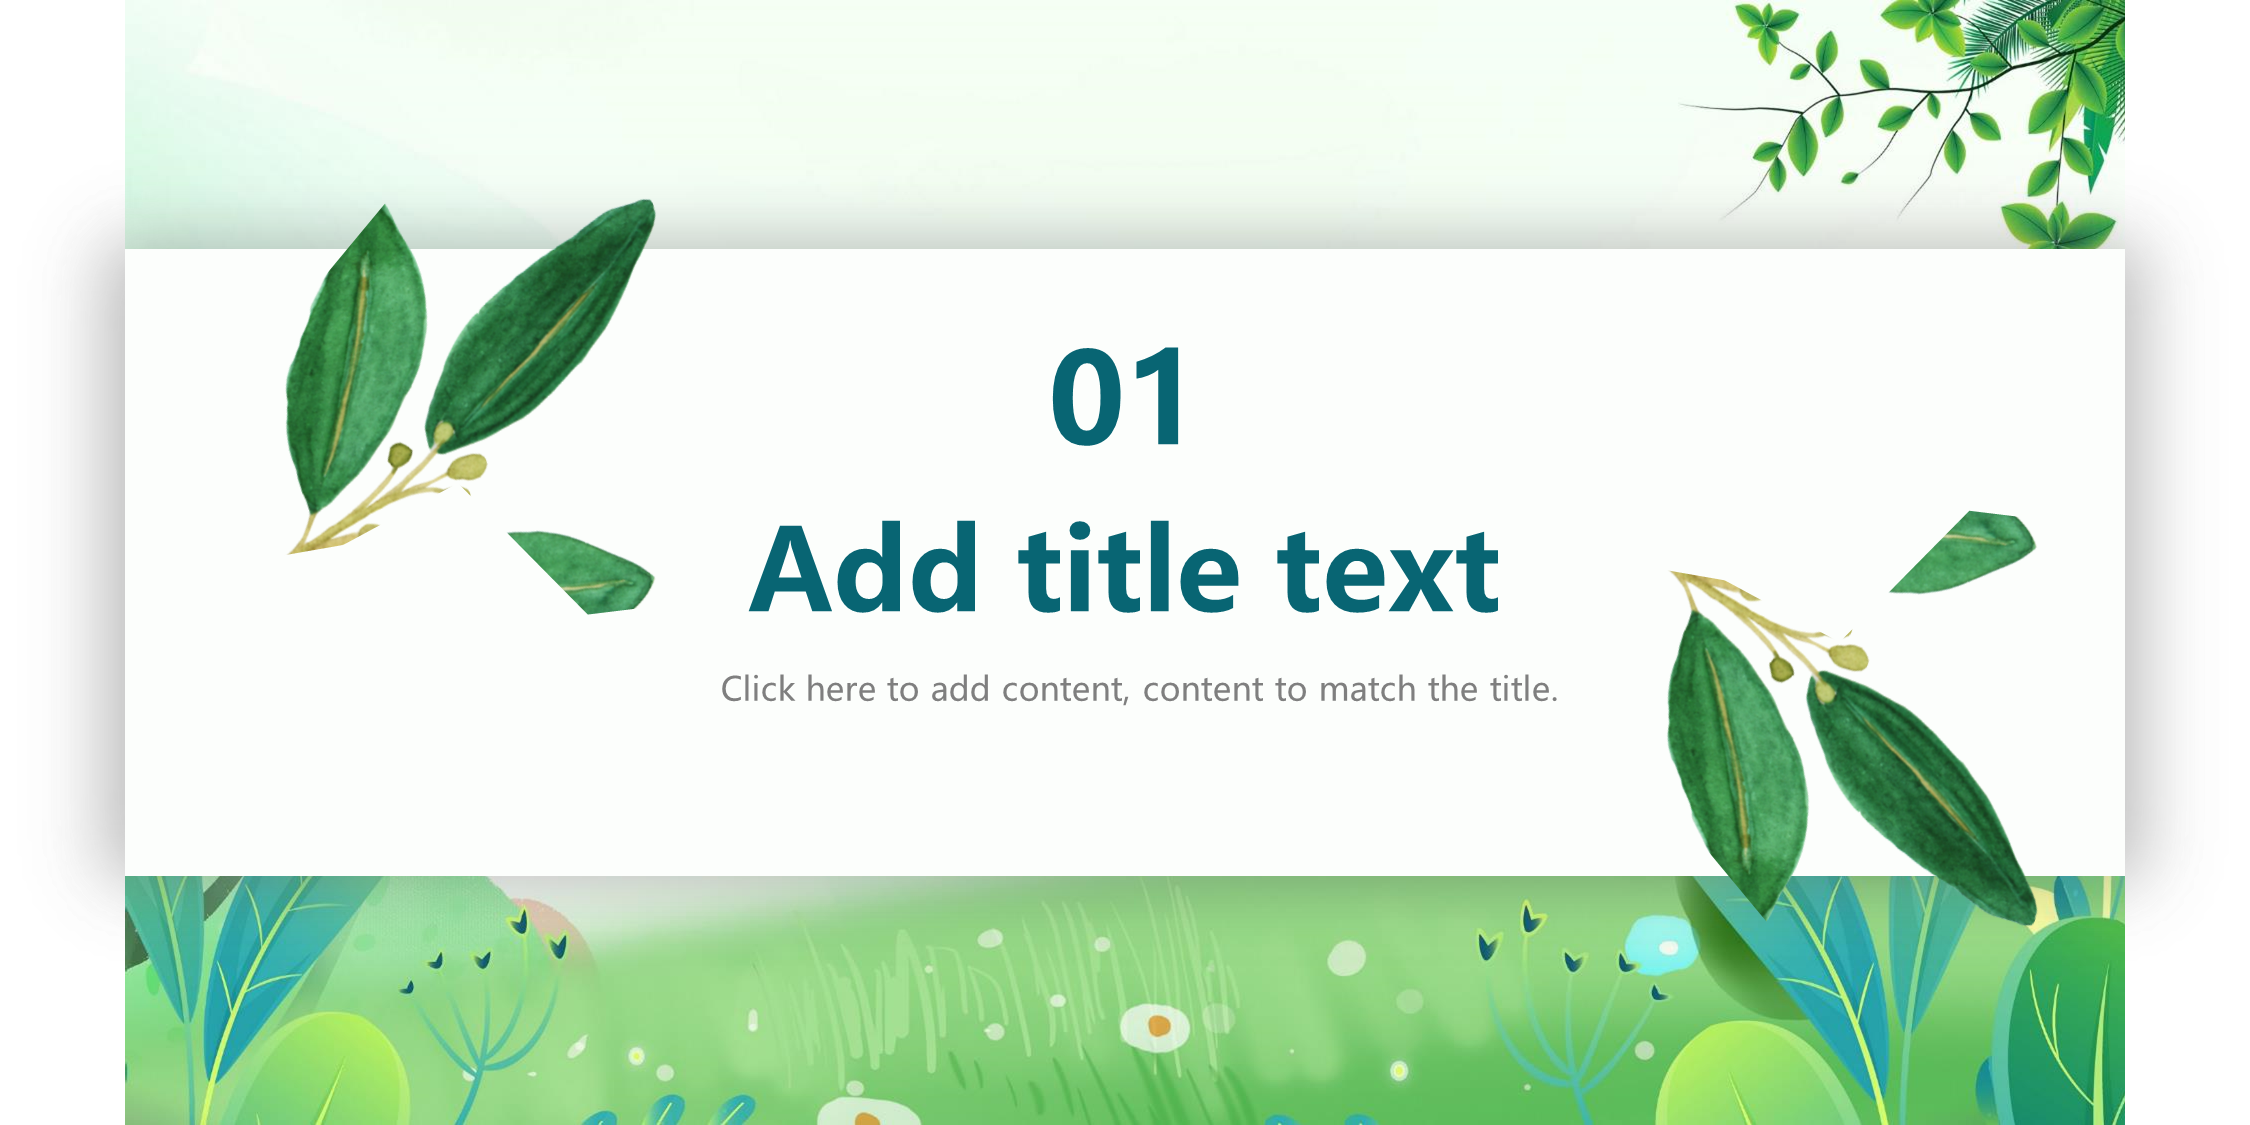 01
Add title text
Click here to add content, content to match the title.